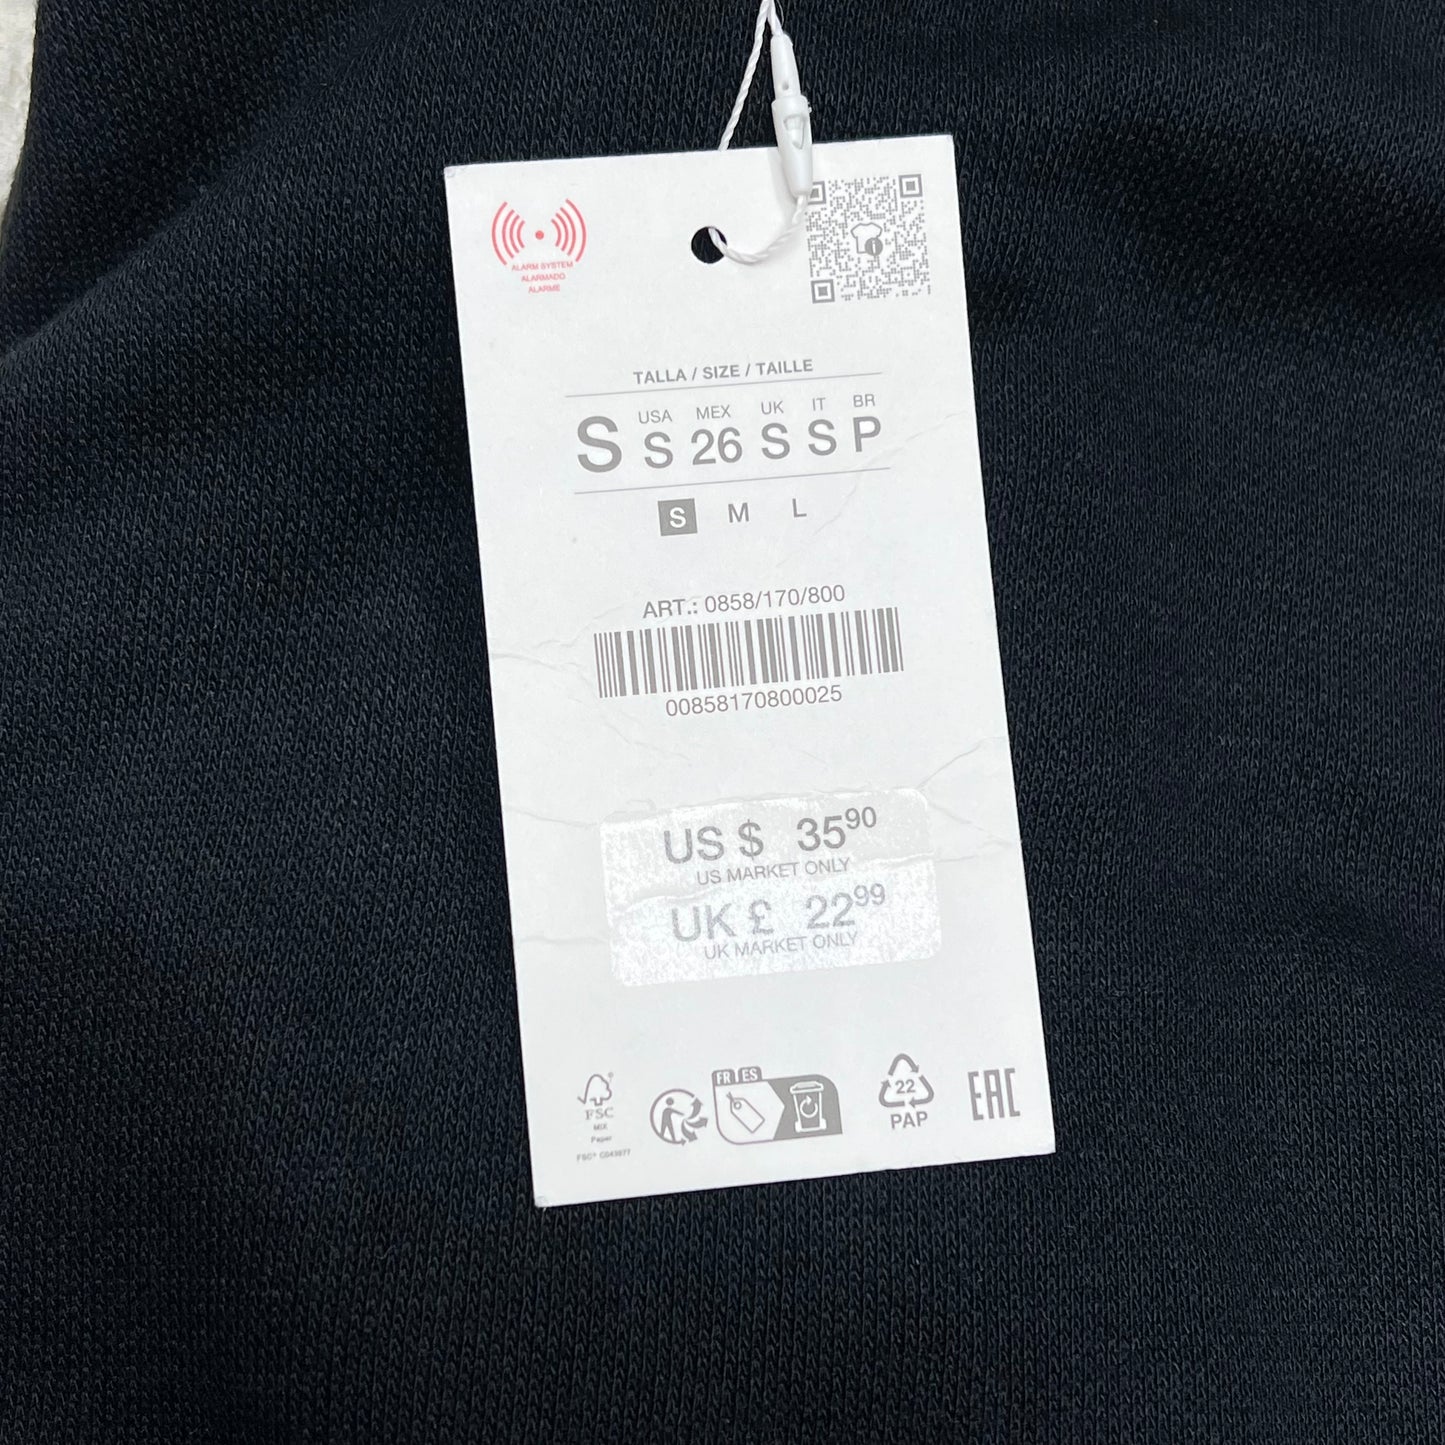 ALARM SYSTEM
ALARMADO
ALARME
TALLA / SIZE / TAILLE
USA MEX UK IT BR
S S 26 S S P
S M L
ART.: 0858/170/800
00858170800025
US $ 35 90
US MARKET ONLY
UK £ 22 99
UK MARKET ONLY
FR ES
22
PAP
EAC
FSC
MIX
Paper
FSC® C043977